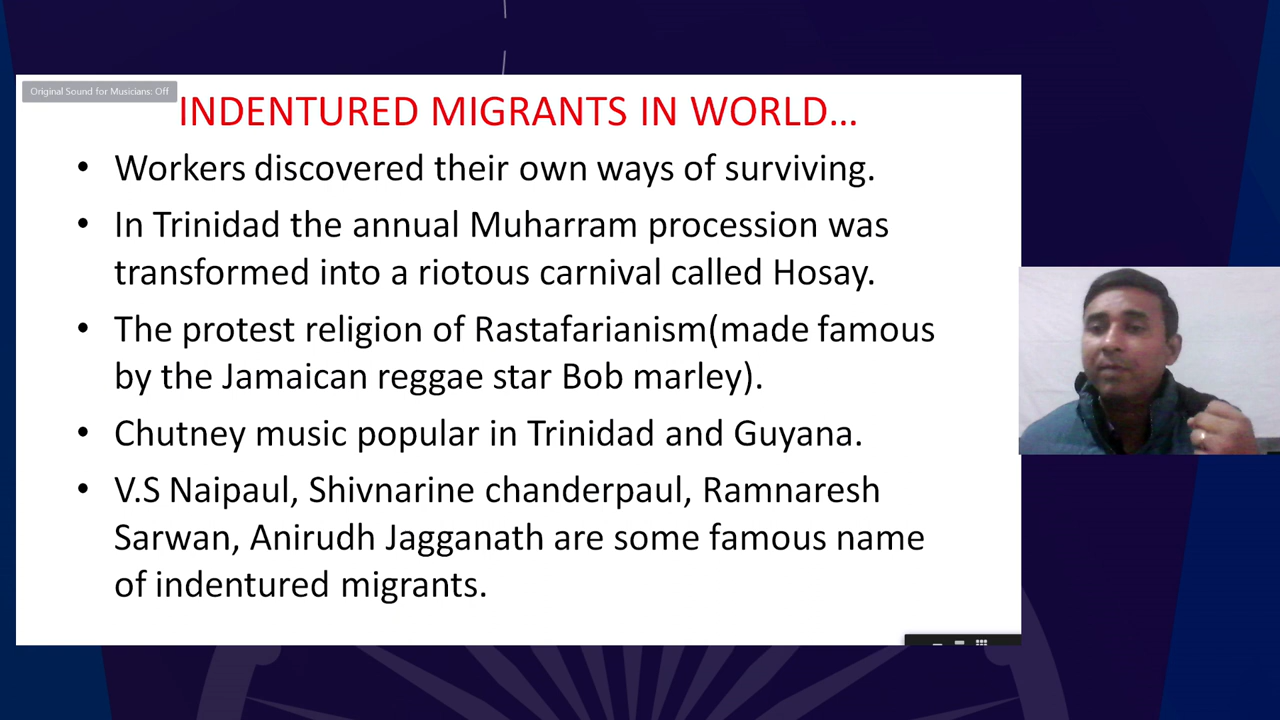 Original Sound for Musicians: Off
INDENTURED MIGRANTS IN WORLD...
• Workers discovered their own ways of surviving.
• In Trinidad the annual Muharram procession was
transformed into a riotous carnival called Hosay.
• The protest religion of Rastafarianism(made famous
by the Jamaican reggae star Bob marley).
• Chutney music popular in Trinidad and Guyana.
• V.S Naipaul, Shivnarine chanderpaul, Ramnaresh
Sarwan, Anirudh Jagganath are some famous name
of indentured migrants.